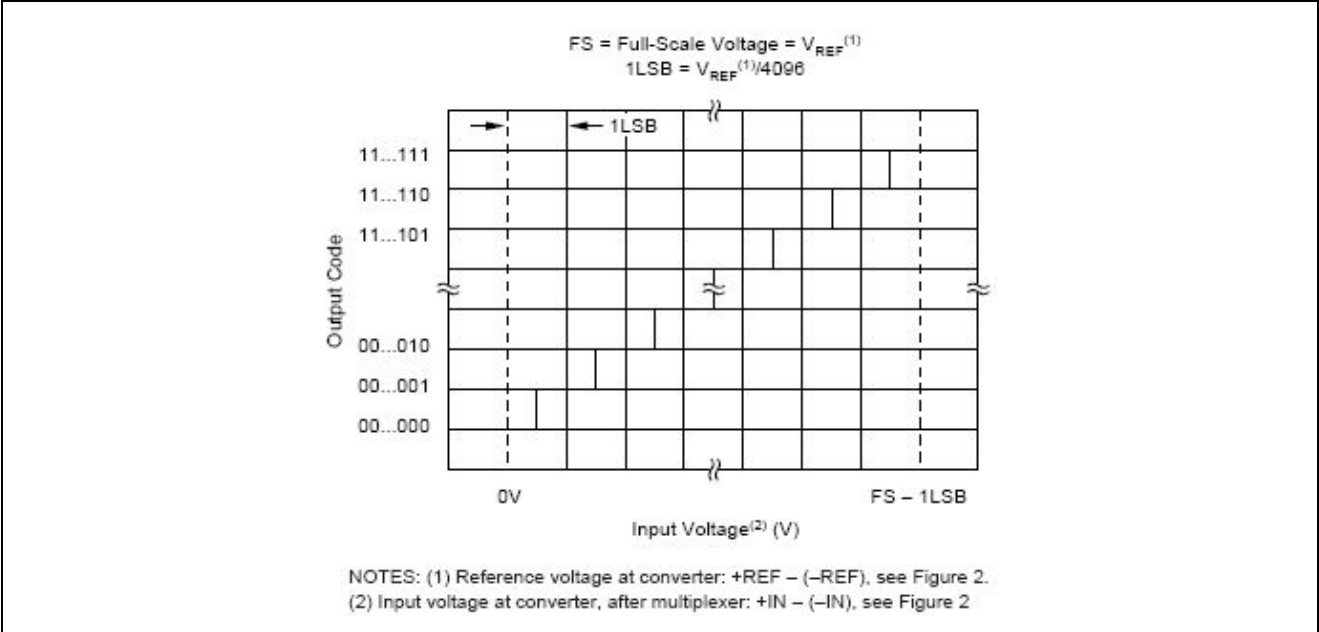 FS = Full-Scale Voltage = VREF(1)
1LSB = VREF(1)/4096
1LSB
11...111
11...110
11...101
Output Code
00...010
00...001
00...000
0V
FS – 1LSB
Input Voltage(2) (V)
NOTES: (1) Reference voltage at converter: +REF – (–REF), see Figure 2.
(2) Input voltage at converter, after multiplexer: +IN – (–IN), see Figure 2